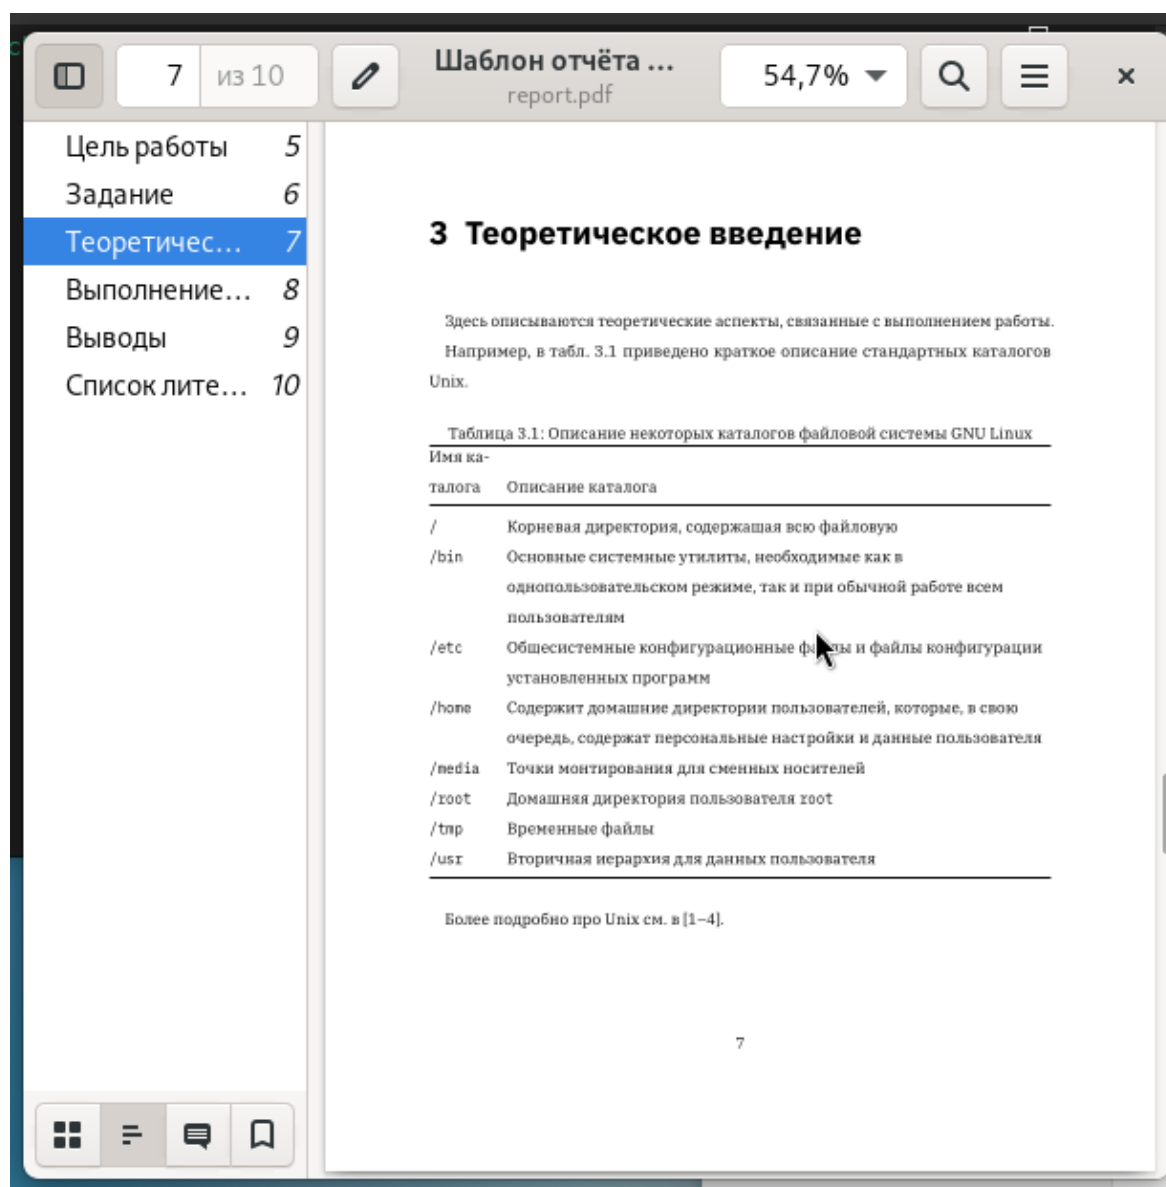 7 из 10
Шаблон отчёта ...
report.pdf
54,7%
Цель работы 5
Задание 6
Теоретичес... 7
Выполнение... 8
Выводы 9
Список лите... 10
3 Теоретическое введение
Здесь описываются теоретические аспекты, связанные с выполнением работы.
Например, в табл. 3.1 приведено краткое описание стандартных каталогов
Unix.
Таблица 3.1: Описание некоторых каталогов файловой системы GNU Linux
Имя ка-
талога Описание каталога
/ Корневая директория, содержащая всю файловую
/bin Основные системные утилиты, необходимые как в
однопользовательском режиме, так и при обычной работе всем
пользователям
/etc Общесистемные конфигурационные файлы и файлы конфигурации
установленных программ
/home Содержит домашние директории пользователей, которые, в свою
очередь, содержат персональные настройки и данные пользователя
/media Точки монтирования для сменных носителей
/root Домашняя директория пользователя root
/tmp Временные файлы
/usr Вторичная иерархия для данных пользователя
Более подробно про Unix см. в [1–4].
7